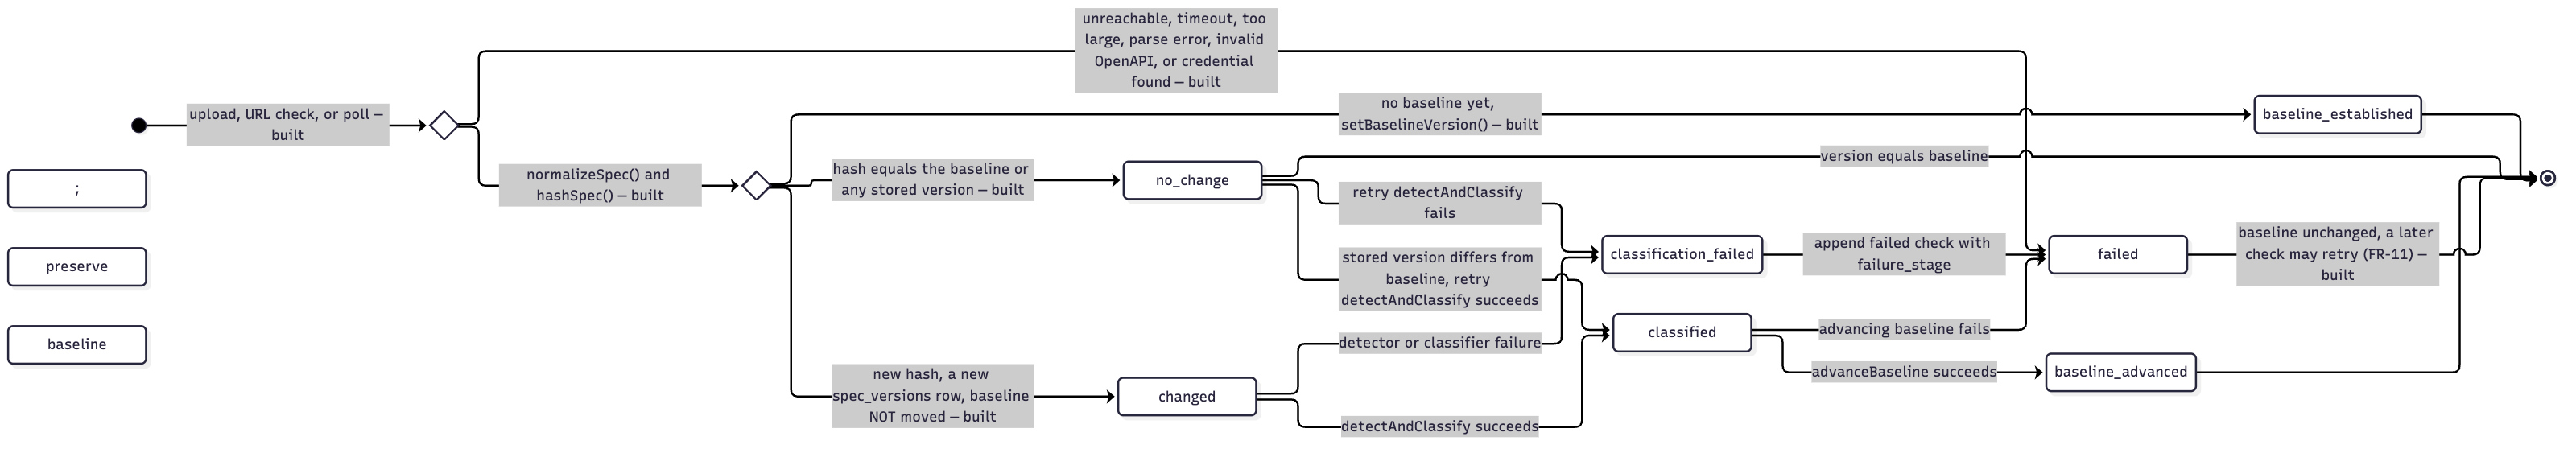 unreachable, timeout, too
large, parse error, invalid
OpenAPI, or credential
found – built
upload, URL check, or poll –
built
no baseline yet,
setBaselineVersion() – built
baseline_established
;
normalizeSpec() and
hashSpec() – built
hash equals the baseline or
any stored version – built
no_change
version equals baseline
retry detectAndClassify
fails
preserve
stored version differs from
baseline, retry
detectAndClassify succeeds
classification_failed
append failed check with
failure_stage
failed
baseline unchanged, a later
check may retry (FR-11) –
built
baseline
detector or classifier failure
classified
advancing baseline fails
advanceBaseline succeeds
baseline_advanced
new hash, a new
spec_versions row, baseline
NOT moved – built
changed
detectAndClassify succeeds